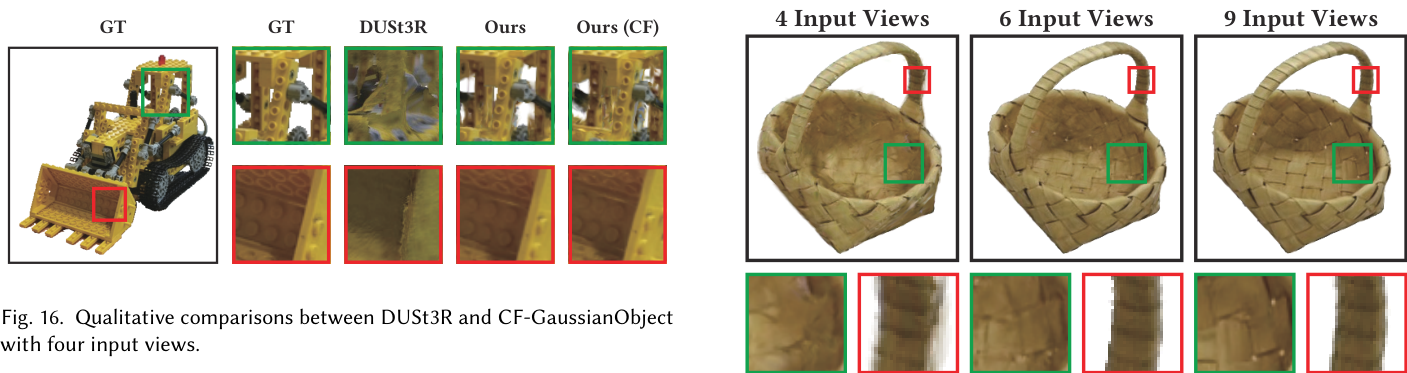 GT
GT DUSt3R Ours Ours (CF)
Fig. 16. Qualitative comparisons between DUSt3R and CF-GaussianObject
with four input views.
4 Input Views 6 Input Views 9 Input Views